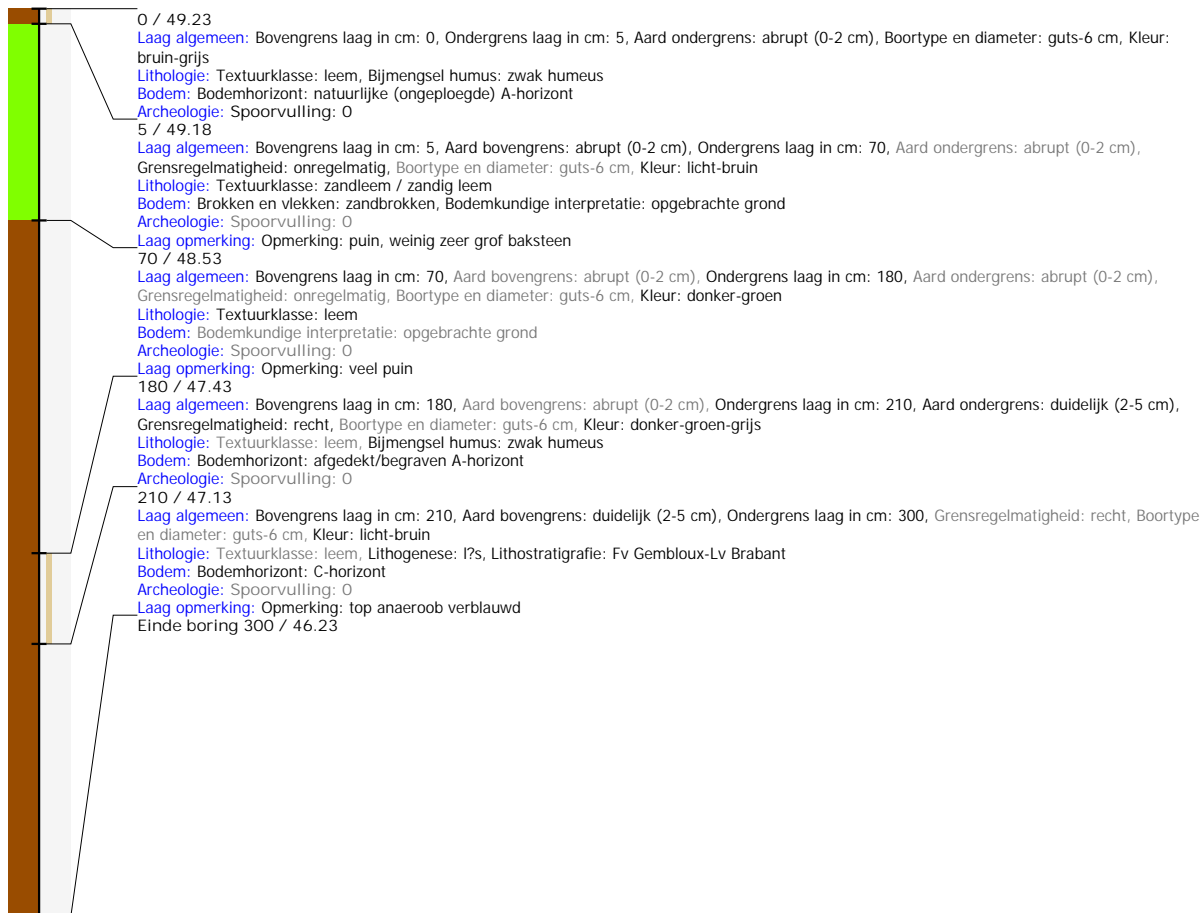 0 / 49.23
Laag algemeen: Bovengrens laag in cm: 0, Ondergrens laag in cm: 5, Aard ondergrens: abrupt (0-2 cm), Boortype en diameter: guts-6 cm, Kleur:
bruin-grijs
Lithologie: Textuurklasse: leem, Bijmengsel humus: zwak humeus
Bodem: Bodemhorizont: natuurlijke (ongeploegde) A-horizont
Archeologie: Spoorvulling: 0
5 / 49.18
Laag algemeen: Bovengrens laag in cm: 5, Aard bovengrens: abrupt (0-2 cm), Ondergrens laag in cm: 70, Aard ondergrens: abrupt (0-2 cm),
Grensregelmatigheid: onregelmatig, Boortype en diameter: guts-6 cm, Kleur: licht-bruin
Lithologie: Textuurklasse: zandleem / zandig leem
Bodem: Brokken en vlekken: zandbrokken, Bodemkundige interpretatie: opgebrachte grond
Archeologie: Spoorvulling: 0
Laag opmerking: Opmerking: puin, weinig zeer grof baksteen
70 / 48.53
Laag algemeen: Bovengrens laag in cm: 70, Aard bovengrens: abrupt (0-2 cm), Ondergrens laag in cm: 180, Aard ondergrens: abrupt (0-2 cm),
Grensregelmatigheid: onregelmatig, Boortype en diameter: guts-6 cm, Kleur: donker-groen
Lithologie: Textuurklasse: leem
Bodem: Bodemkundige interpretatie: opgebrachte grond
Archeologie: Spoorvulling: 0
Laag opmerking: Opmerking: veel puin
180 / 47.43
Laag algemeen: Bovengrens laag in cm: 180, Aard bovengrens: abrupt (0-2 cm), Ondergrens laag in cm: 210, Aard ondergrens: duidelijk (2-5 cm),
Grensregelmatigheid: recht, Boortype en diameter: guts-6 cm, Kleur: donker-groen-grijs
Lithologie: Textuurklasse: leem, Bijmengsel humus: zwak humeus
Bodem: Bodemhorizont: afgedekt/begraven A-horizont
Archeologie: Spoorvulling: 0
210 / 47.13
Laag algemeen: Bovengrens laag in cm: 210, Aard bovengrens: duidelijk (2-5 cm), Ondergrens laag in cm: 300, Grensregelmatigheid: recht, Boortype
en diameter: guts-6 cm, Kleur: licht-bruin
Lithologie: Textuurklasse: leem, Lithogenese: l?s, Lithostratigrafie: Fv Gembloux-Lv Brabant
Bodem: Bodemhorizont: C-horizont
Archeologie: Spoorvulling: 0
Laag opmerking: Opmerking: top anaeroob verblauwd
Einde boring 300 / 46.23